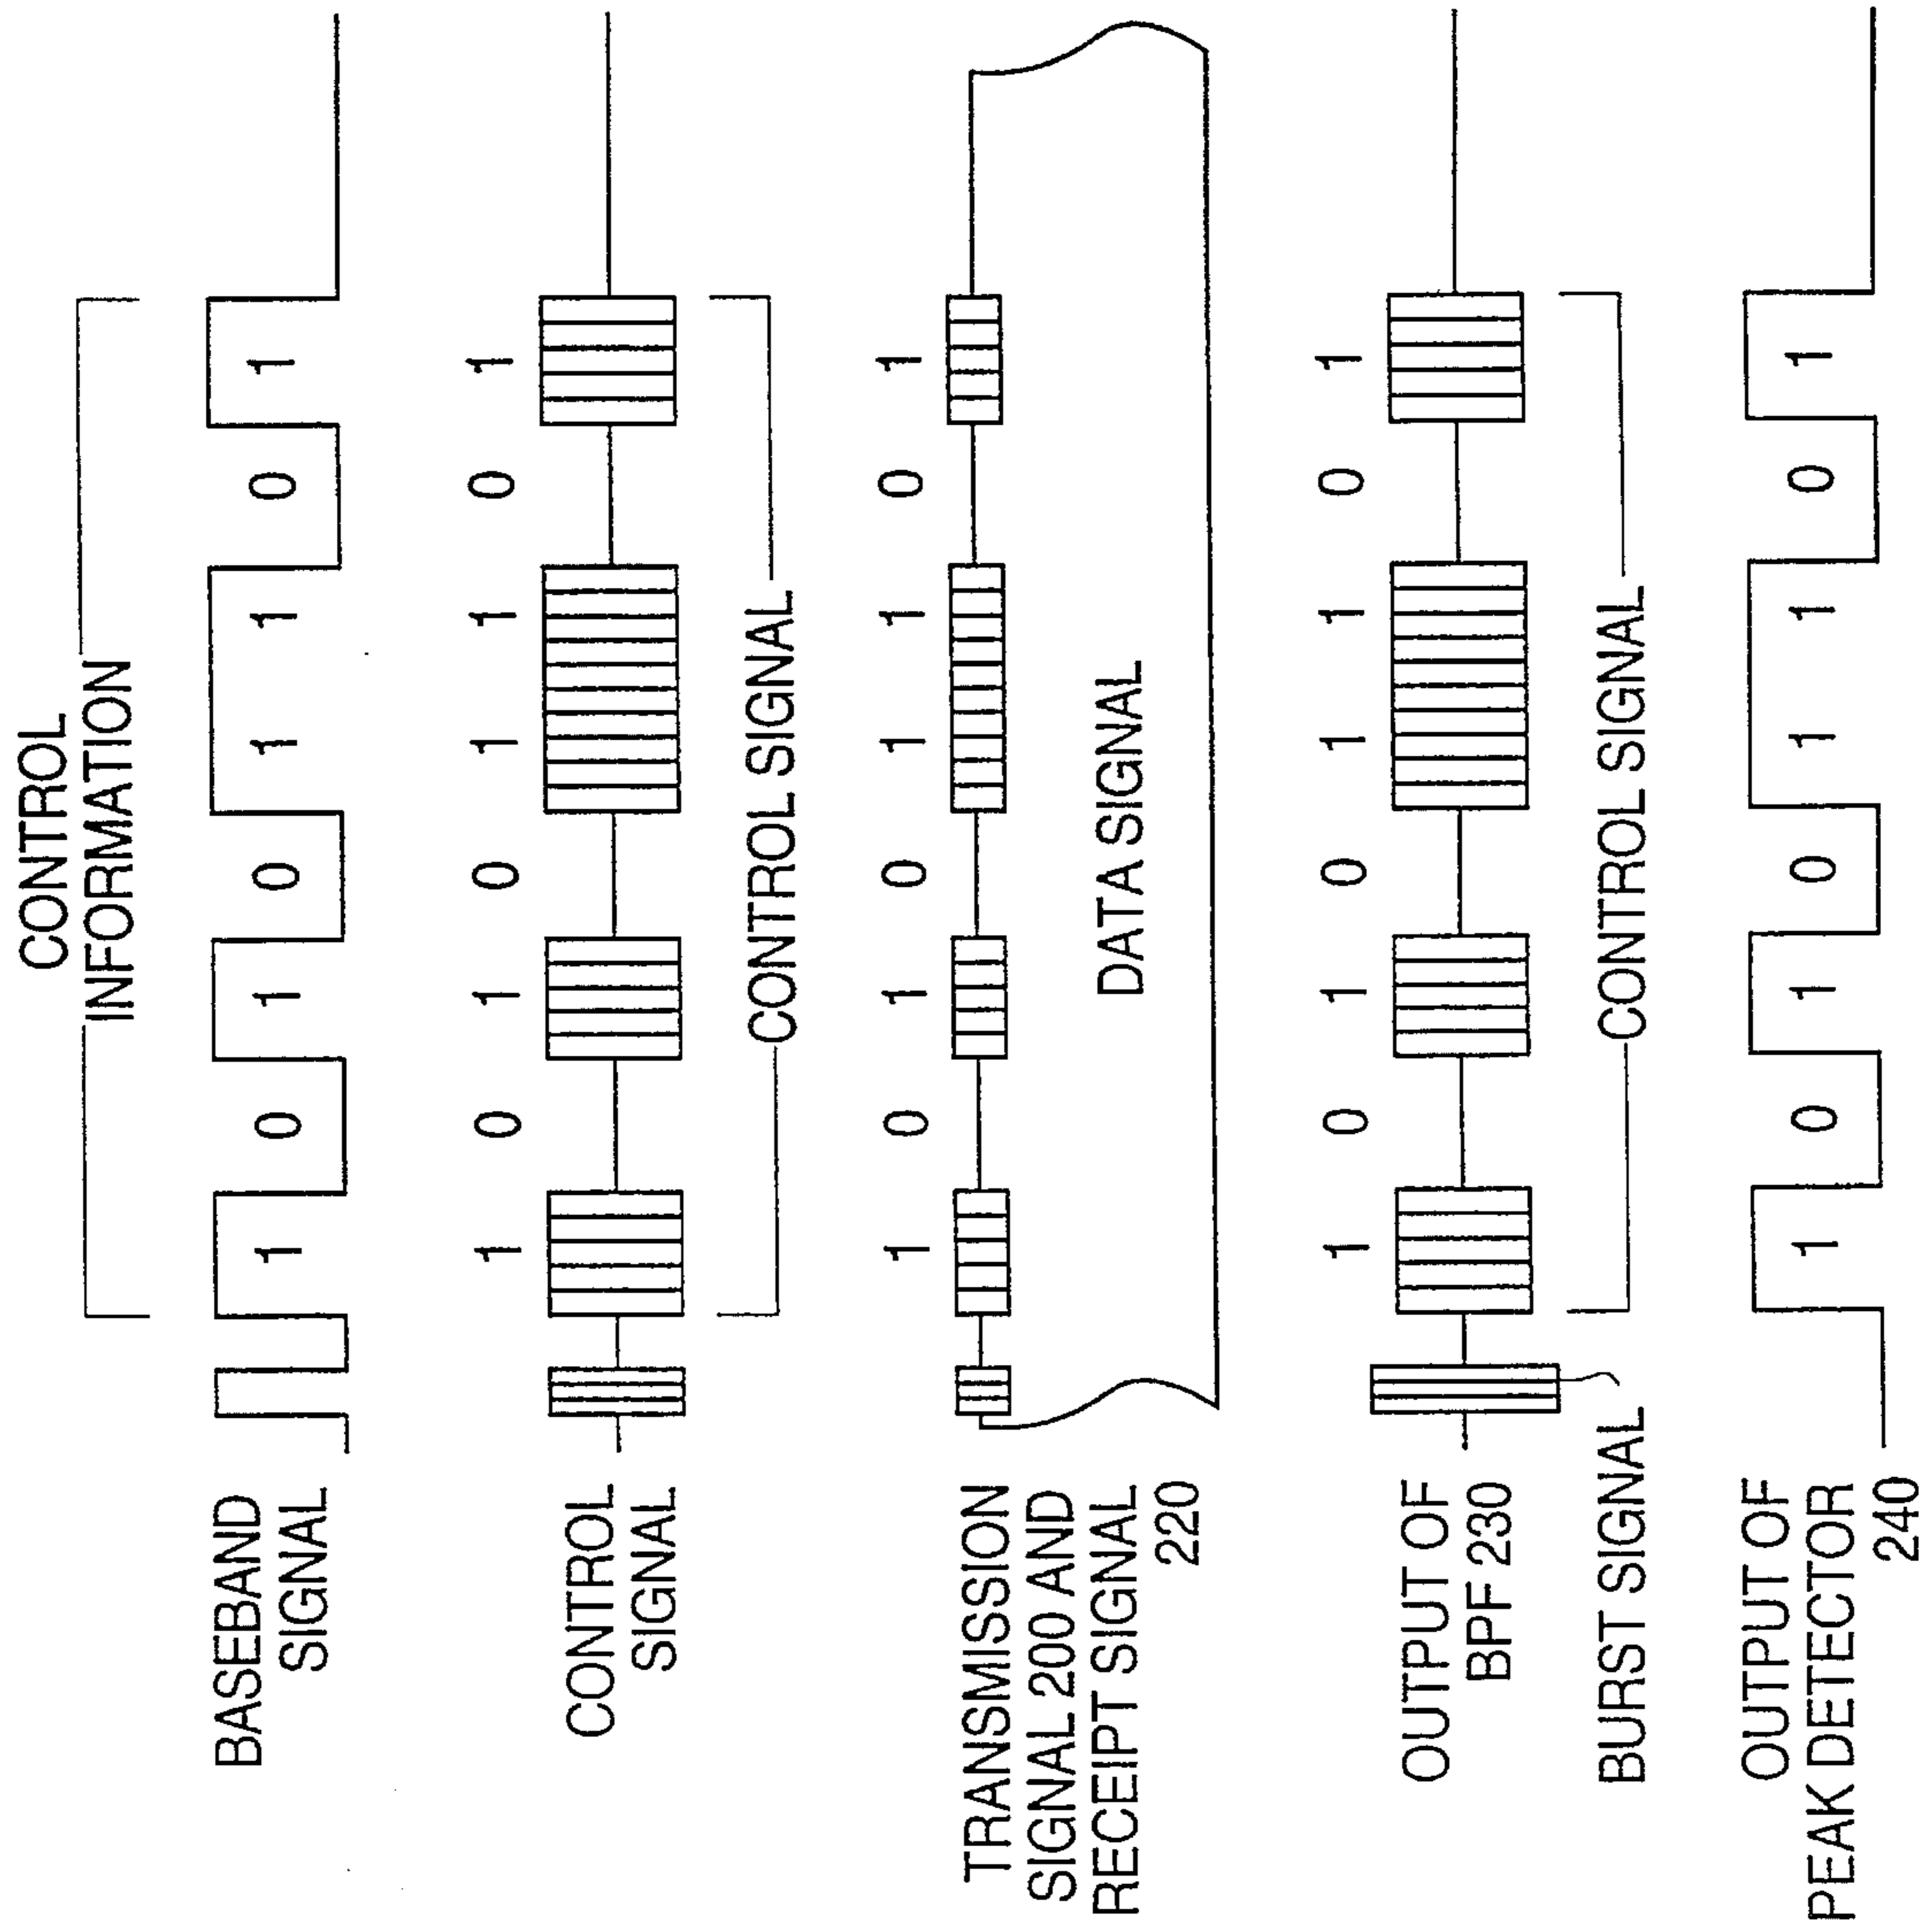 CONTROL
INFORMATION
BASEBAND
SIGNAL
1 0 1 0 1 1 0 1
CONTROL
SIGNAL
1 0 1 0 1 1 0 1
CONTROL SIGNAL
TRANSMISSION
SIGNAL 200 AND
RECEIPT SIGNAL
220
1 0 1 0 1 1 0 1
DATA SIGNAL
OUTPUT OF
BPF 230
1 0 1 0 1 1 0 1
BURST SIGNAL
CONTROL SIGNAL
OUTPUT OF
PEAK DETECTOR
240
1 0 1 0 1 1 0 1